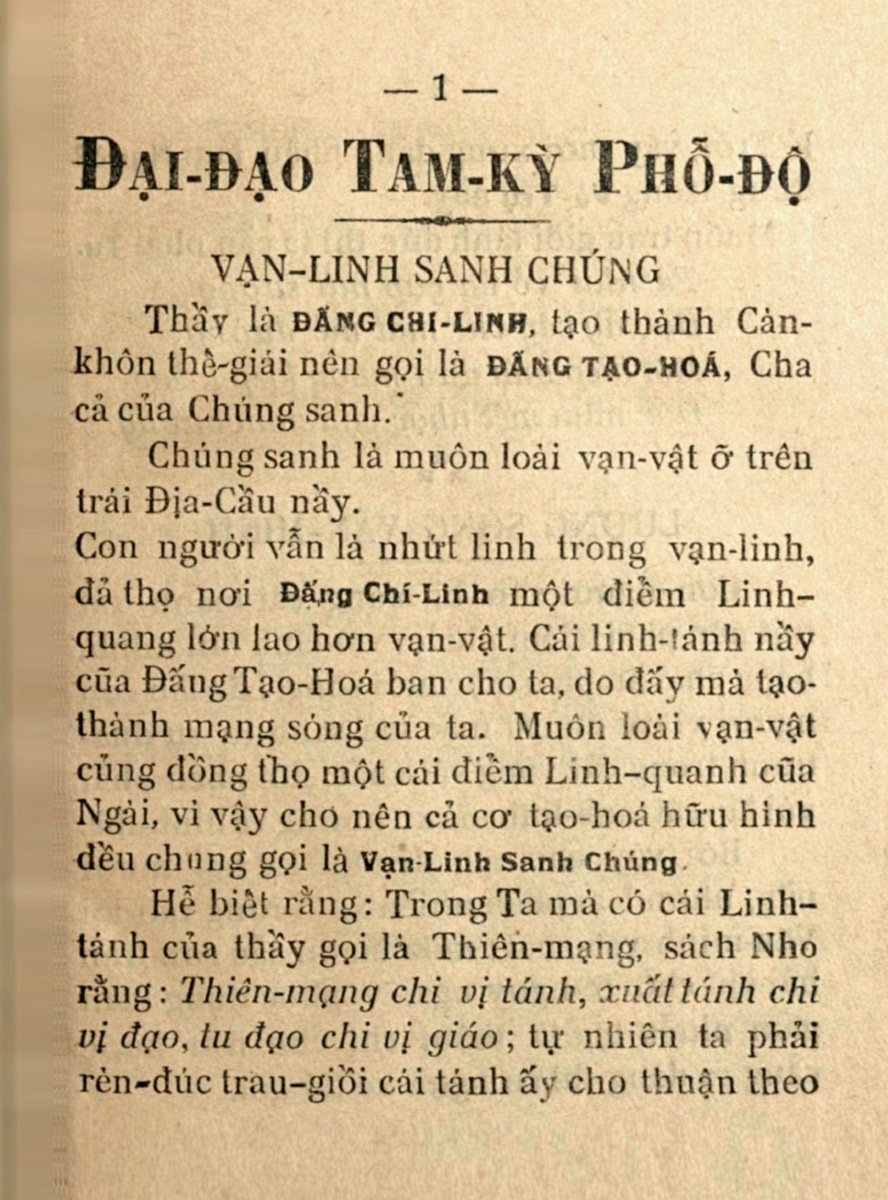 — 1 —
ĐẠI-ĐẠO TAM-KỲ PHỖ-ĐỘ
VẠN-LINH SANH CHÚNG
Thầy là ĐẤNG CHI-LINH, tạo thành Càn-
khôn thế-giái nên gọi là ĐẤNG TẠO-HOÁ, Cha
cả của Chúng sanh.
Chúng sanh là muôn loài vạn-vật ỡ trên
trái Địa-Cầu nầy.
Con người vẫn là nhứt linh trong vạn-linh,
đả thọ nơi Đấng Chí-Linh một điểm Linh-
quang lớn lao hơn vạn-vật. Cái linh-tánh nầy
cũa Đấng Tạo-Hoá ban cho ta, do đấy mà tạo-
thành mạng sóng của ta. Muôn loài vạn-vật
củng đồng thọ một cái điểm Linh-quanh cũa
Ngài, vì vậy cho nên cả cơ tạo-hoá hữu hình
đều chung gọi là Vạn-Linh Sanh Chúng.
Hễ biết rằng: Trong Ta mà có cái Linh-
tánh của thầy gọi là Thiên-mạng, sách Nho
rằng: Thiên-mạng chi vị tánh, xuất tánh chi
vị đạo, tu đạo chi vị giáo; tự nhiên ta phải
rèn-đúc trau-giồi cái tánh ấy cho thuận theo